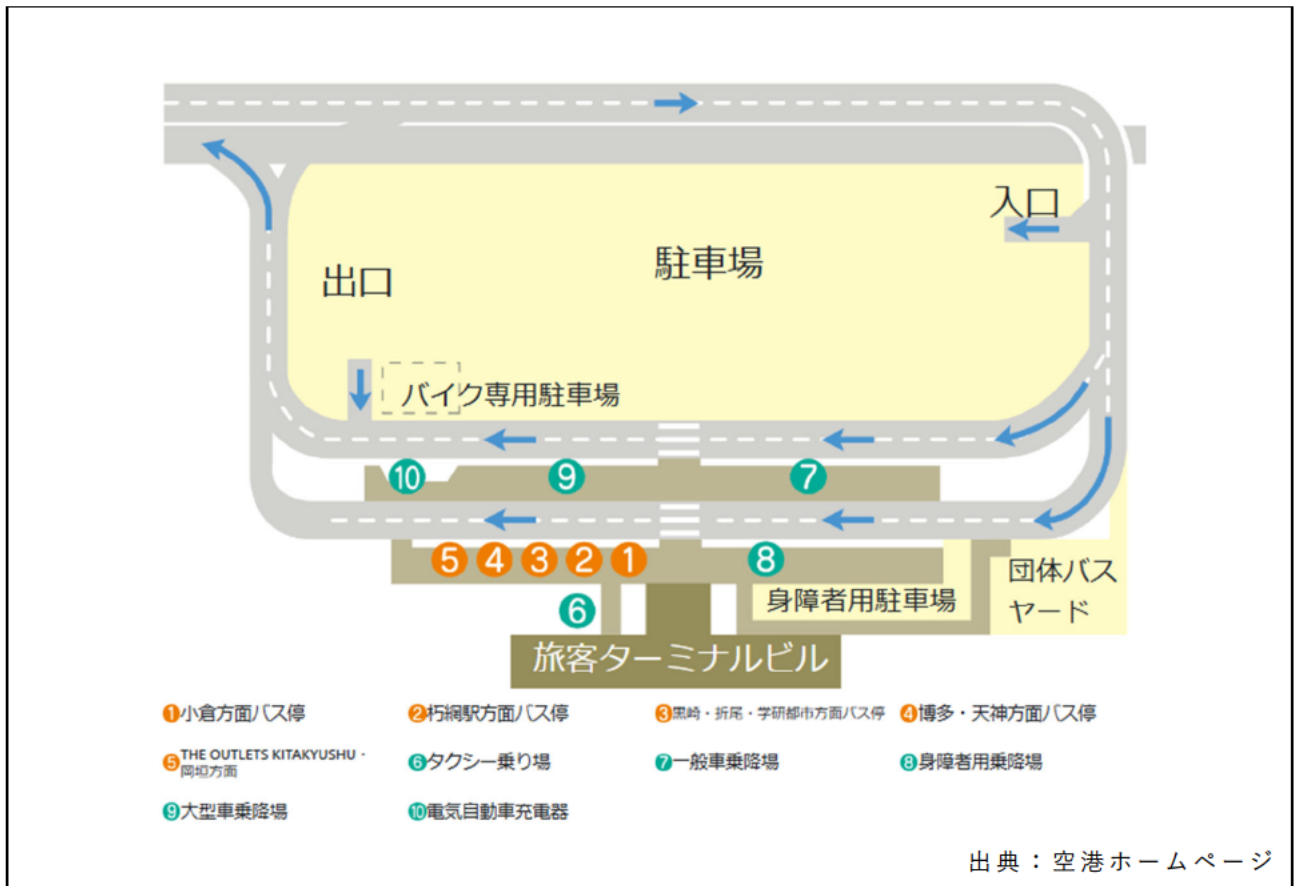 入口
駐車場
出口
バイク専用駐車場
⑩ ⑨ ⑦
⑤ ④ ③ ② ① ⑧
団体バス
ヤード
身障者用駐車場
⑥
旅客ターミナルビル
①小倉方面バス停 ②朽網駅方面バス停 ③黒崎・折尾・学研都市方面バス停 ④博多・天神方面バス停
⑤THE OUTLETS KITAKYUSHU・
岡垣方面
⑥タクシー乗り場 ⑦一般車乗降場 ⑧身障者用乗降場
⑨大型車乗降場 ⑩電気自動車充電器
出典：空港ホームページ